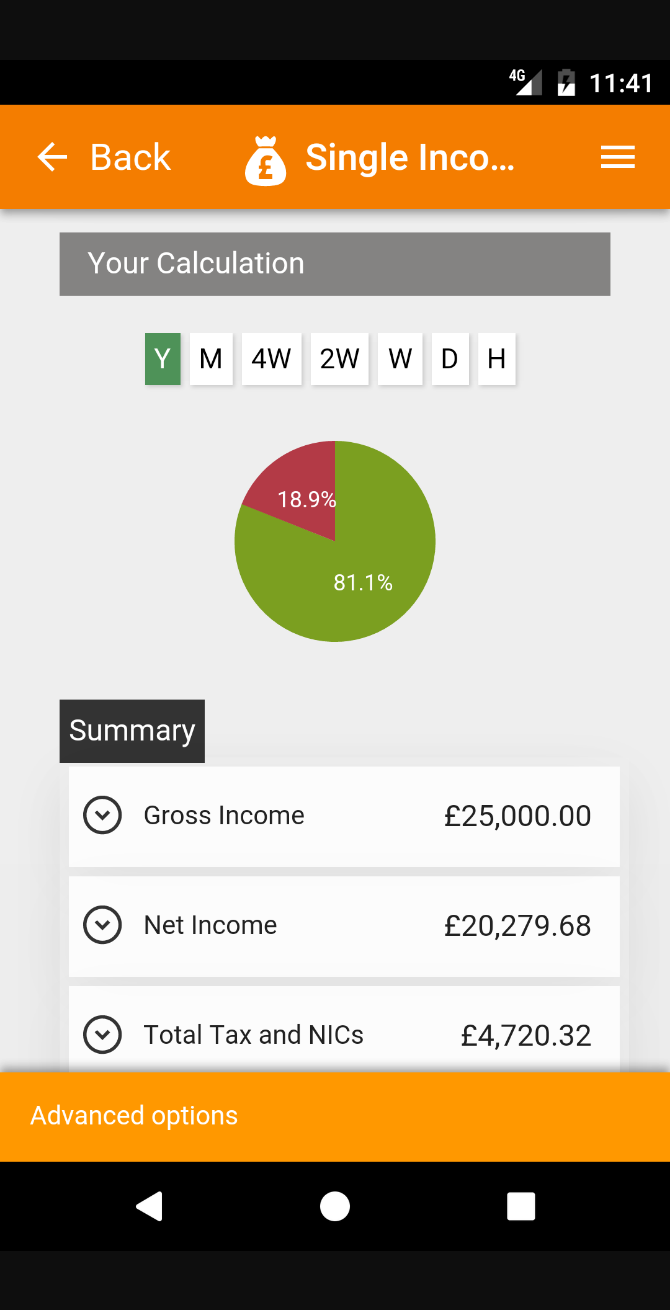 4G 11:41
Back £ Single Inco...
Your Calculation
Y M 4W 2W W D H
18.9%
81.1%
Summary
Gross Income £25,000.00
Net Income £20,279.68
Total Tax and NICs £4,720.32
Advanced options